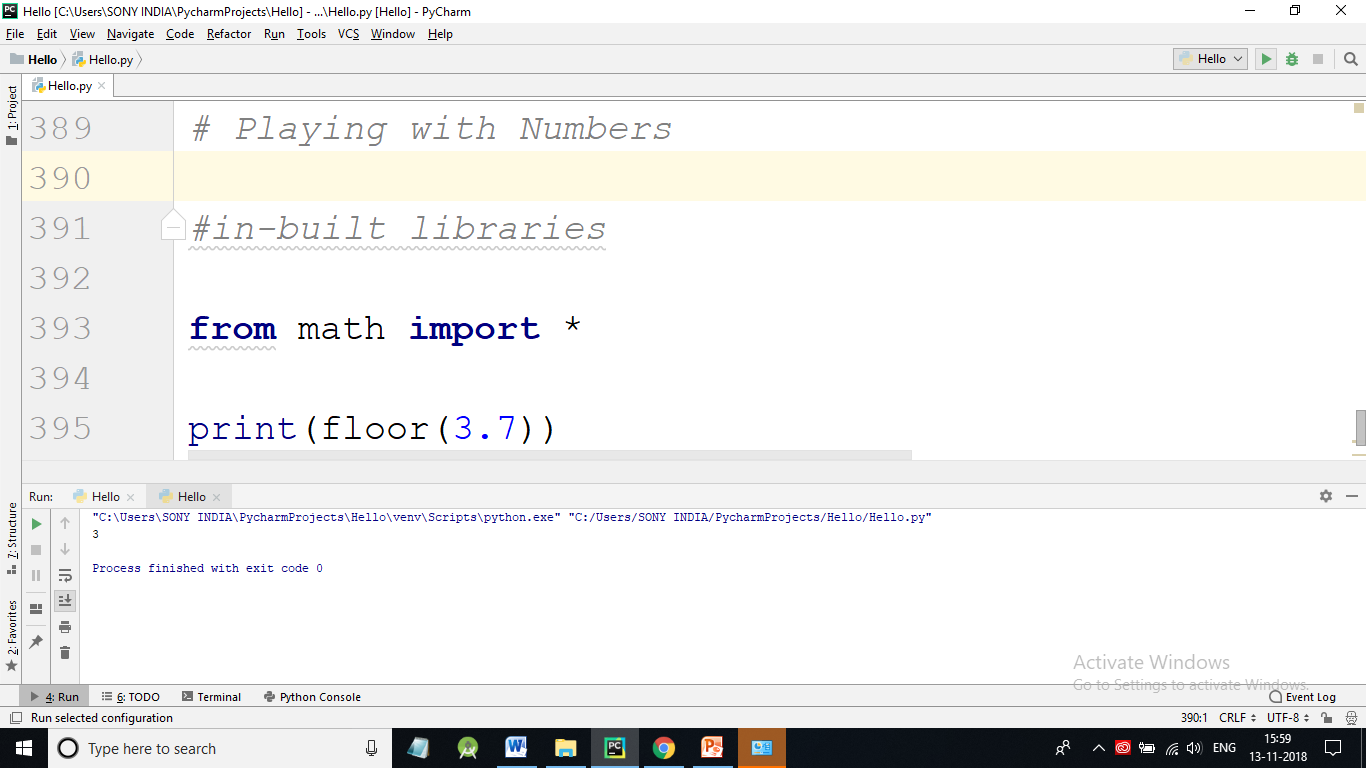 PC Hello [C:\Users\SONY INDIA\PycharmProjects\Hello] - ...\Hello.py [Hello] - PyCharm
File Edit View Navigate Code Refactor Run Tools VCS Window Help
Hello Hello.py Hello
Hello.py
1: Project
389 # Playing with Numbers
390
391 #in-built libraries
392
393 from math import *
394
395 print(floor(3.7))
Run: Hello Hello
7: Structure
2: Favorites
"C:\Users\SONY INDIA\PycharmProjects\Hello\venv\Scripts\python.exe" "C:/Users/SONY INDIA/PycharmProjects/Hello/Hello.py"
3
Process finished with exit code 0
Activate Windows
Go to Settings to activate Windows.
4: Run 6: TODO Terminal Python Console Event Log
Run selected configuration 390:1 CRLF UTF-8
Type here to search W PC P ENG 15:59
13-11-2018